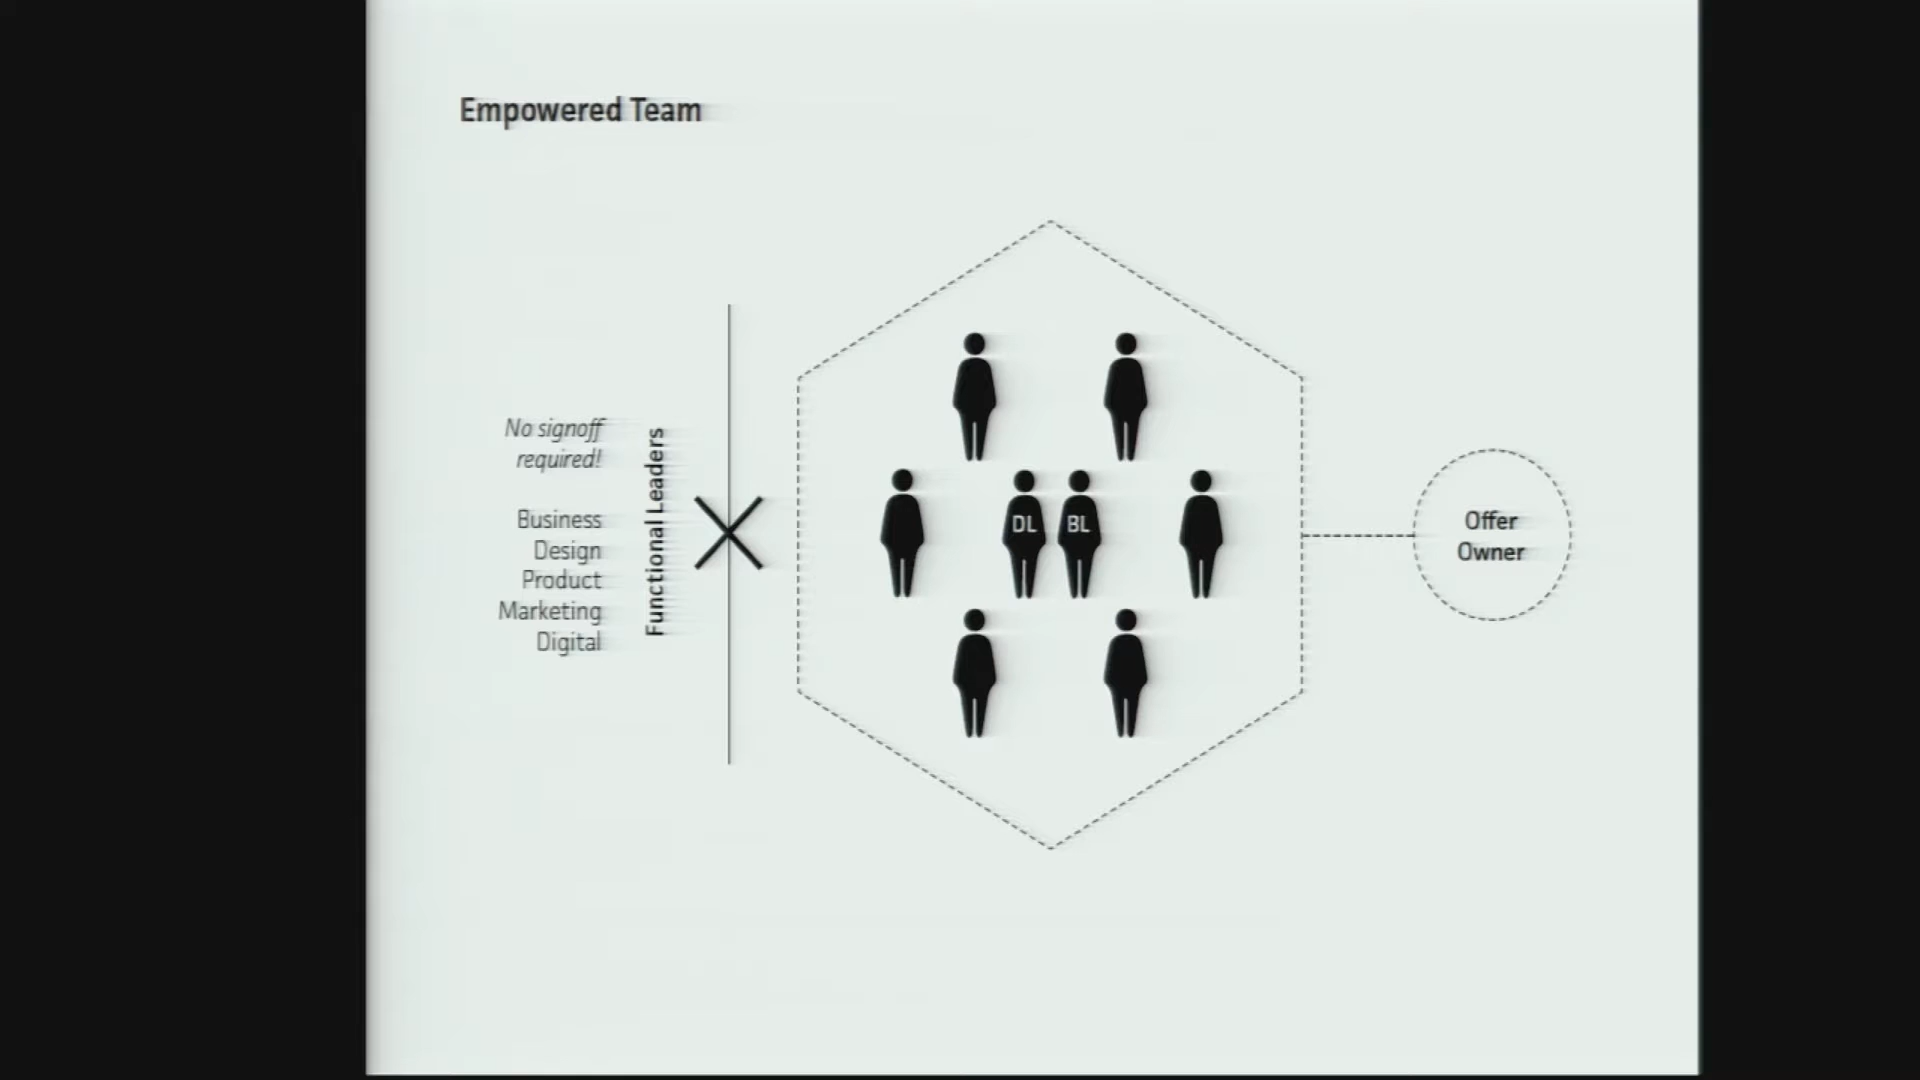 Empowered Team
No signoff
required!
Business
Design
Product
Marketing
Digital
Functional Leaders
DL
BL
Offer
Owner